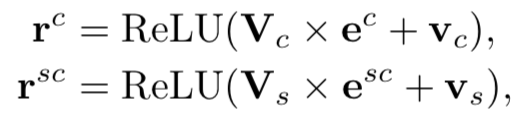 r^c = ReLU(V_c × e^c + v_c),
r^{sc} = ReLU(V_s × e^{sc} + v_s),